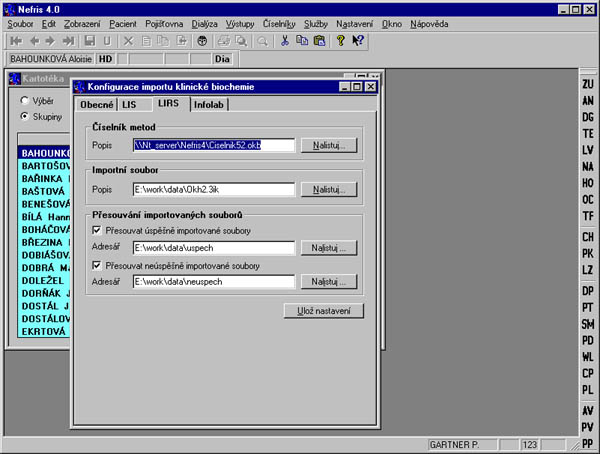 Nefris 4.0
Soubor Edit Zobrazení Pacient Pojišťovna Dialýza Výstupy Číselníky Služby Nastavení Okno Nápověda
BAHOUNKOVÁ Aloisie HD Dia
Kartotéka
Výběr
Skupiny
BAHOUNKO
BARTOŠOV
BAŘINKA
BAŠTOVÁ
BENEŠOVÁ
BÍLÁ Hann
BOHÁČOVÁ
BŘEZINA
DOBIÁŠOV
DOBRÁ Ma
DOLEŽEL
DORŇÁK J
DOSTÁL J
DOSTÁLOV
EKRTOVÁ
Konfigurace importu klinické biochemie
Obecné LIS LIRS Infolab
Číselník metod
Popis \\Nt_server\Nefris4\Ciselnik52.okb Nalistuj...
Importní soubor
Popis E:\work\data\Okh2.3ik Nalistuj...
Přesouvání importovaných souborů
Přesouvat úspěšně importované soubory
Adresář E:\work\data\uspech Nalistuj ...
Přesouvat neúspěšně importované soubory
Adresář E:\work\data\neuspech Nalistuj ...
Ulož nastavení
ZU
AN
DG
TE
LV
NA
HO
OC
TF
CH
PK
LZ
DP
PT
SM
PD
WL
CP
PL
AV
PV
PP
GARTNER P. 123